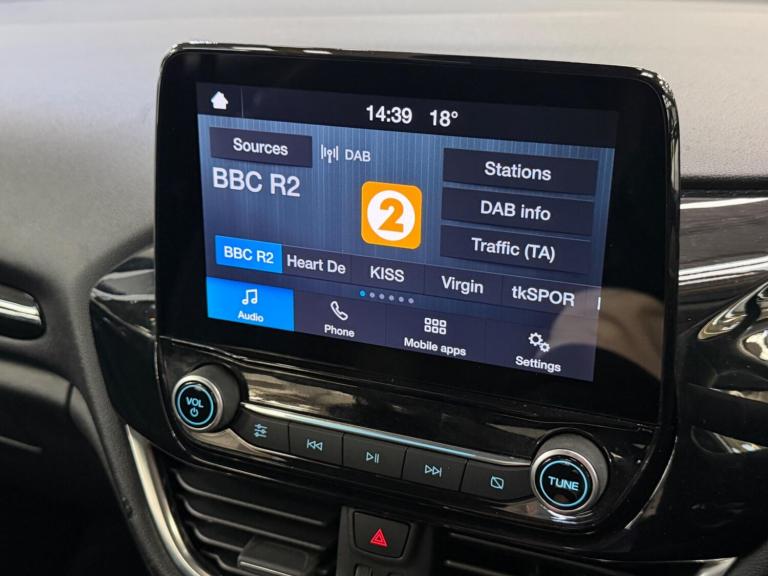 14:39 18°
Sources DAB
BBC R2
2
Stations
DAB info
Traffic (TA)
BBC R2 Heart De KISS Virgin tkSPOR
Audio Phone Mobile apps Settings
VOL
TUNE